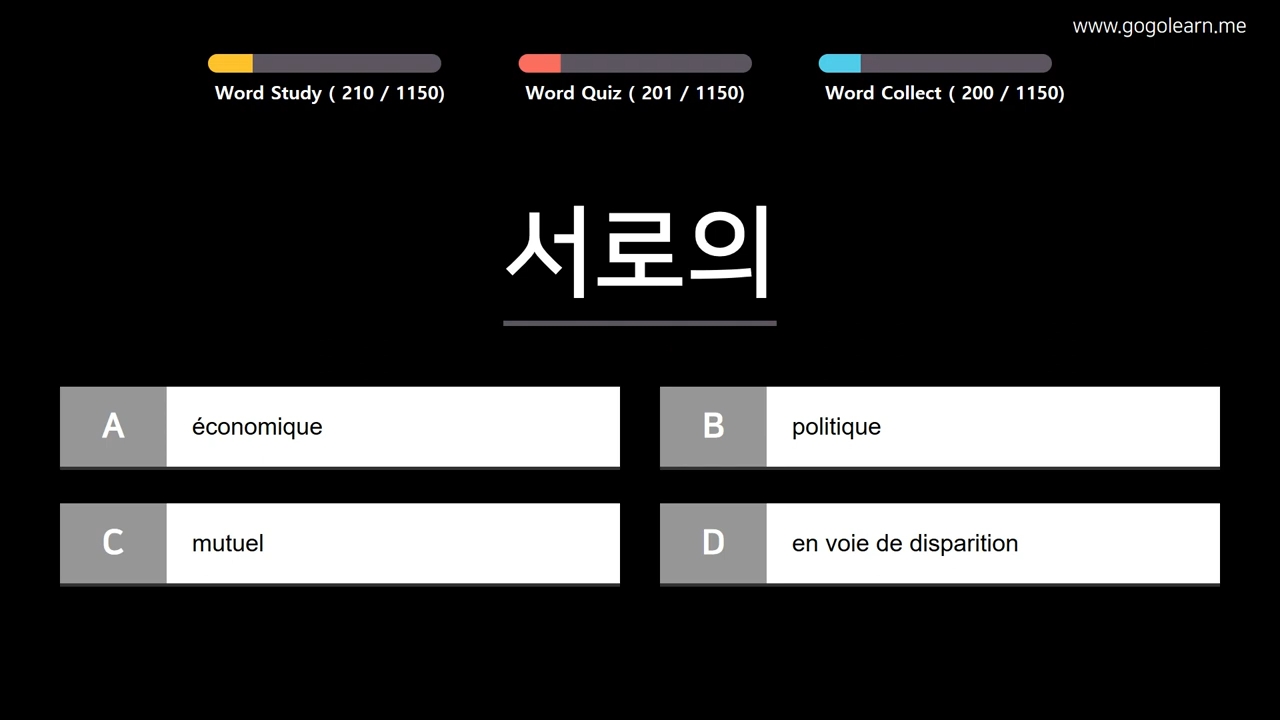 www.gogolearn.me
Word Study ( 210 / 1150)
Word Quiz ( 201 / 1150)
Word Collect ( 200 / 1150)
서로의
A
économique
B
politique
C
mutuel
D
en voie de disparition